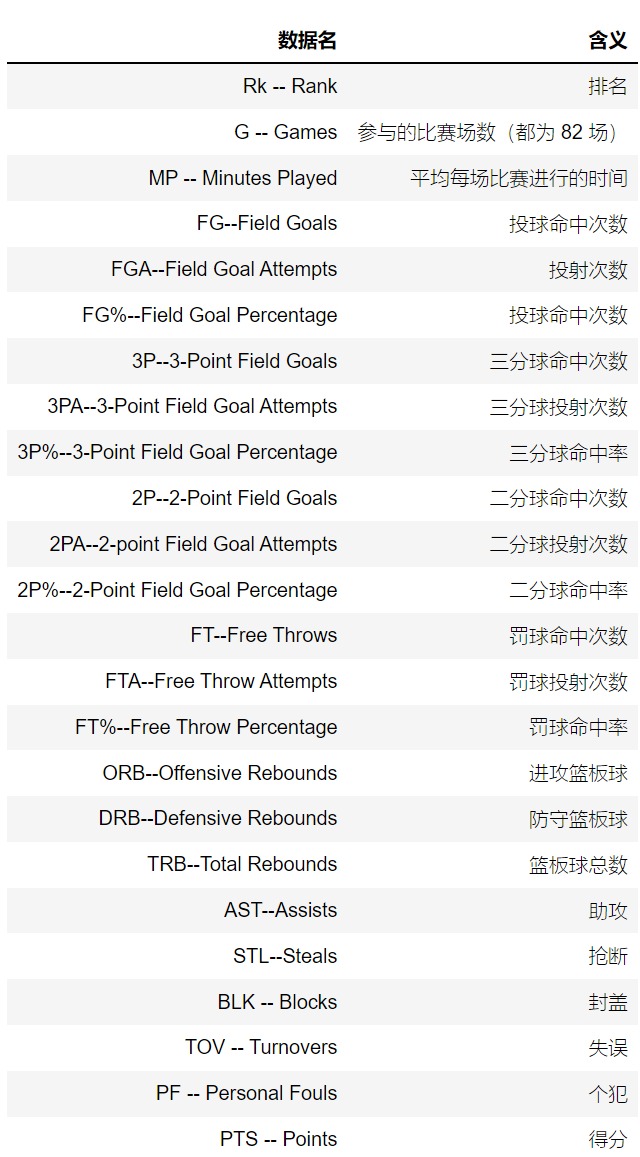 数据名 含义
Rk -- Rank 排名
G -- Games 参与的比赛场数（都为 82 场）
MP -- Minutes Played 平均每场比赛进行的时间
FG--Field Goals 投球命中次数
FGA--Field Goal Attempts 投射次数
FG%--Field Goal Percentage 投球命中次数
3P--3-Point Field Goals 三分球命中次数
3PA--3-Point Field Goal Attempts 三分球投射次数
3P%--3-Point Field Goal Percentage 三分球命中率
2P--2-Point Field Goals 二分球命中次数
2PA--2-point Field Goal Attempts 二分球投射次数
2P%--2-Point Field Goal Percentage 二分球命中率
FT--Free Throws 罚球命中次数
FTA--Free Throw Attempts 罚球投射次数
FT%--Free Throw Percentage 罚球命中率
ORB--Offensive Rebounds 进攻篮板球
DRB--Defensive Rebounds 防守篮板球
TRB--Total Rebounds 篮板球总数
AST--Assists 助攻
STL--Steals 抢断
BLK -- Blocks 封盖
TOV -- Turnovers 失误
PF -- Personal Fouls 个犯
PTS -- Points 得分